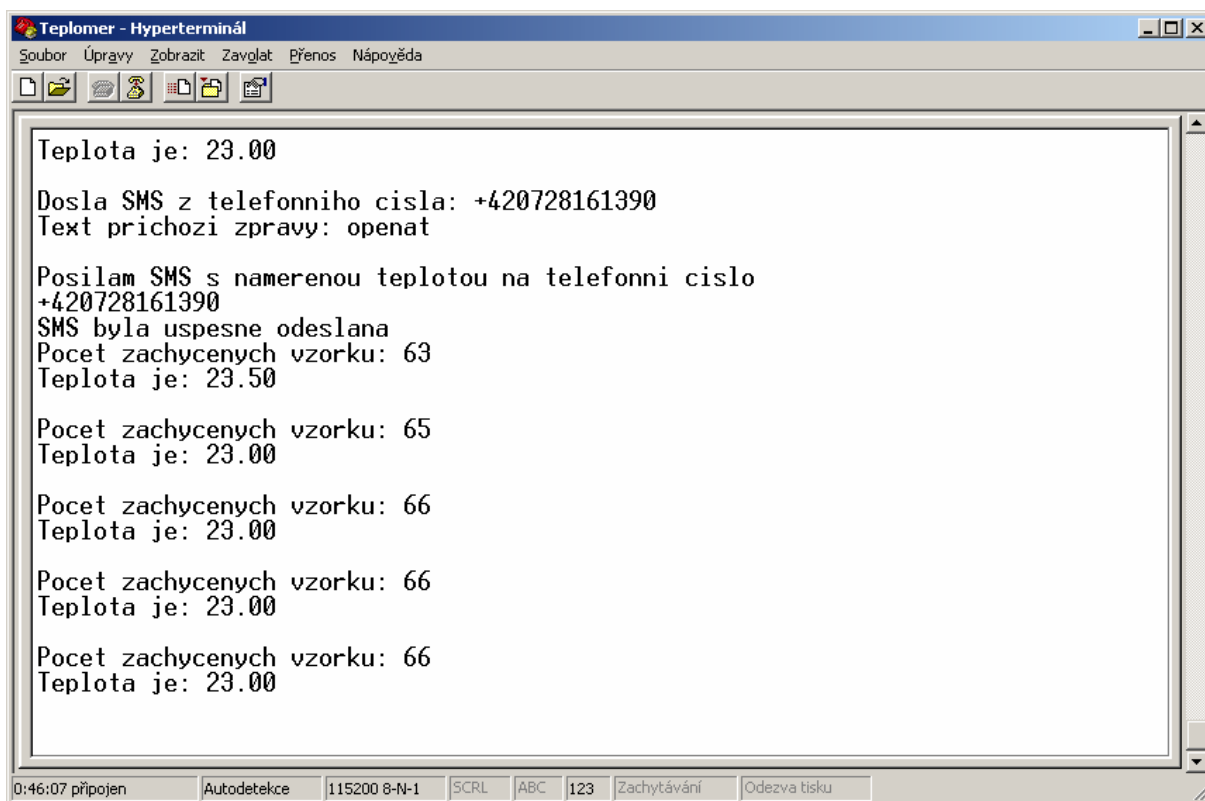 Teplomer - Hyperterminál
Soubor Úpravy Zobrazit Zavolat Přenos Nápověda
Teplota je: 23.00
Dosla SMS z telefonniho cisla: +420728161390
Text prichozi zpravy: openat
Posilam SMS s namerenou teplotou na telefonni cislo
+420728161390
SMS byla uspesne odeslana
Pocet zachycenych vzorku: 63
Teplota je: 23.50
Pocet zachycenych vzorku: 65
Teplota je: 23.00
Pocet zachycenych vzorku: 66
Teplota je: 23.00
Pocet zachycenych vzorku: 66
Teplota je: 23.00
Pocet zachycenych vzorku: 66
Teplota je: 23.00
0:46:07 připojen Autodetekce 115200 8-N-1 SCRL ABC 123 Zachytávání Odezva tisku